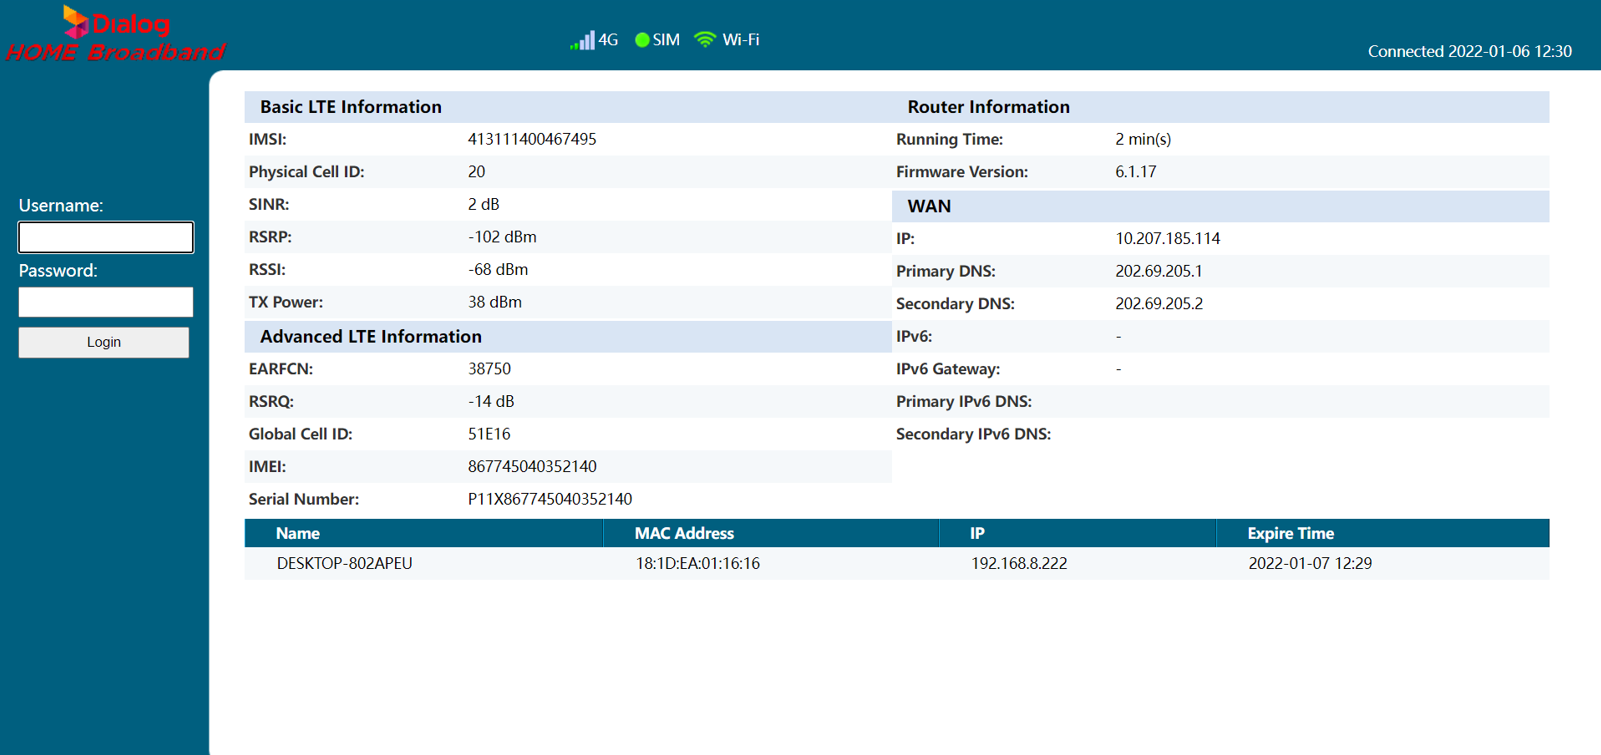 Dialog
HOME Broadband
4G SIM Wi-Fi
Connected 2022-01-06 12:30
Username:
Password:
Login
Basic LTE Information
IMSI: 413111400467495
Physical Cell ID: 20
SINR: 2 dB
RSRP: -102 dBm
RSSI: -68 dBm
TX Power: 38 dBm
Advanced LTE Information
EARFCN: 38750
RSRQ: -14 dB
Global Cell ID: 51E16
IMEI: 867745040352140
Serial Number: P11X867745040352140
Router Information
Running Time: 2 min(s)
Firmware Version: 6.1.17
WAN
IP: 10.207.185.114
Primary DNS: 202.69.205.1
Secondary DNS: 202.69.205.2
IPv6: -
IPv6 Gateway: -
Primary IPv6 DNS:
Secondary IPv6 DNS:
Name MAC Address IP Expire Time
DESKTOP-802APEU 18:1D:EA:01:16:16 192.168.8.222 2022-01-07 12:29